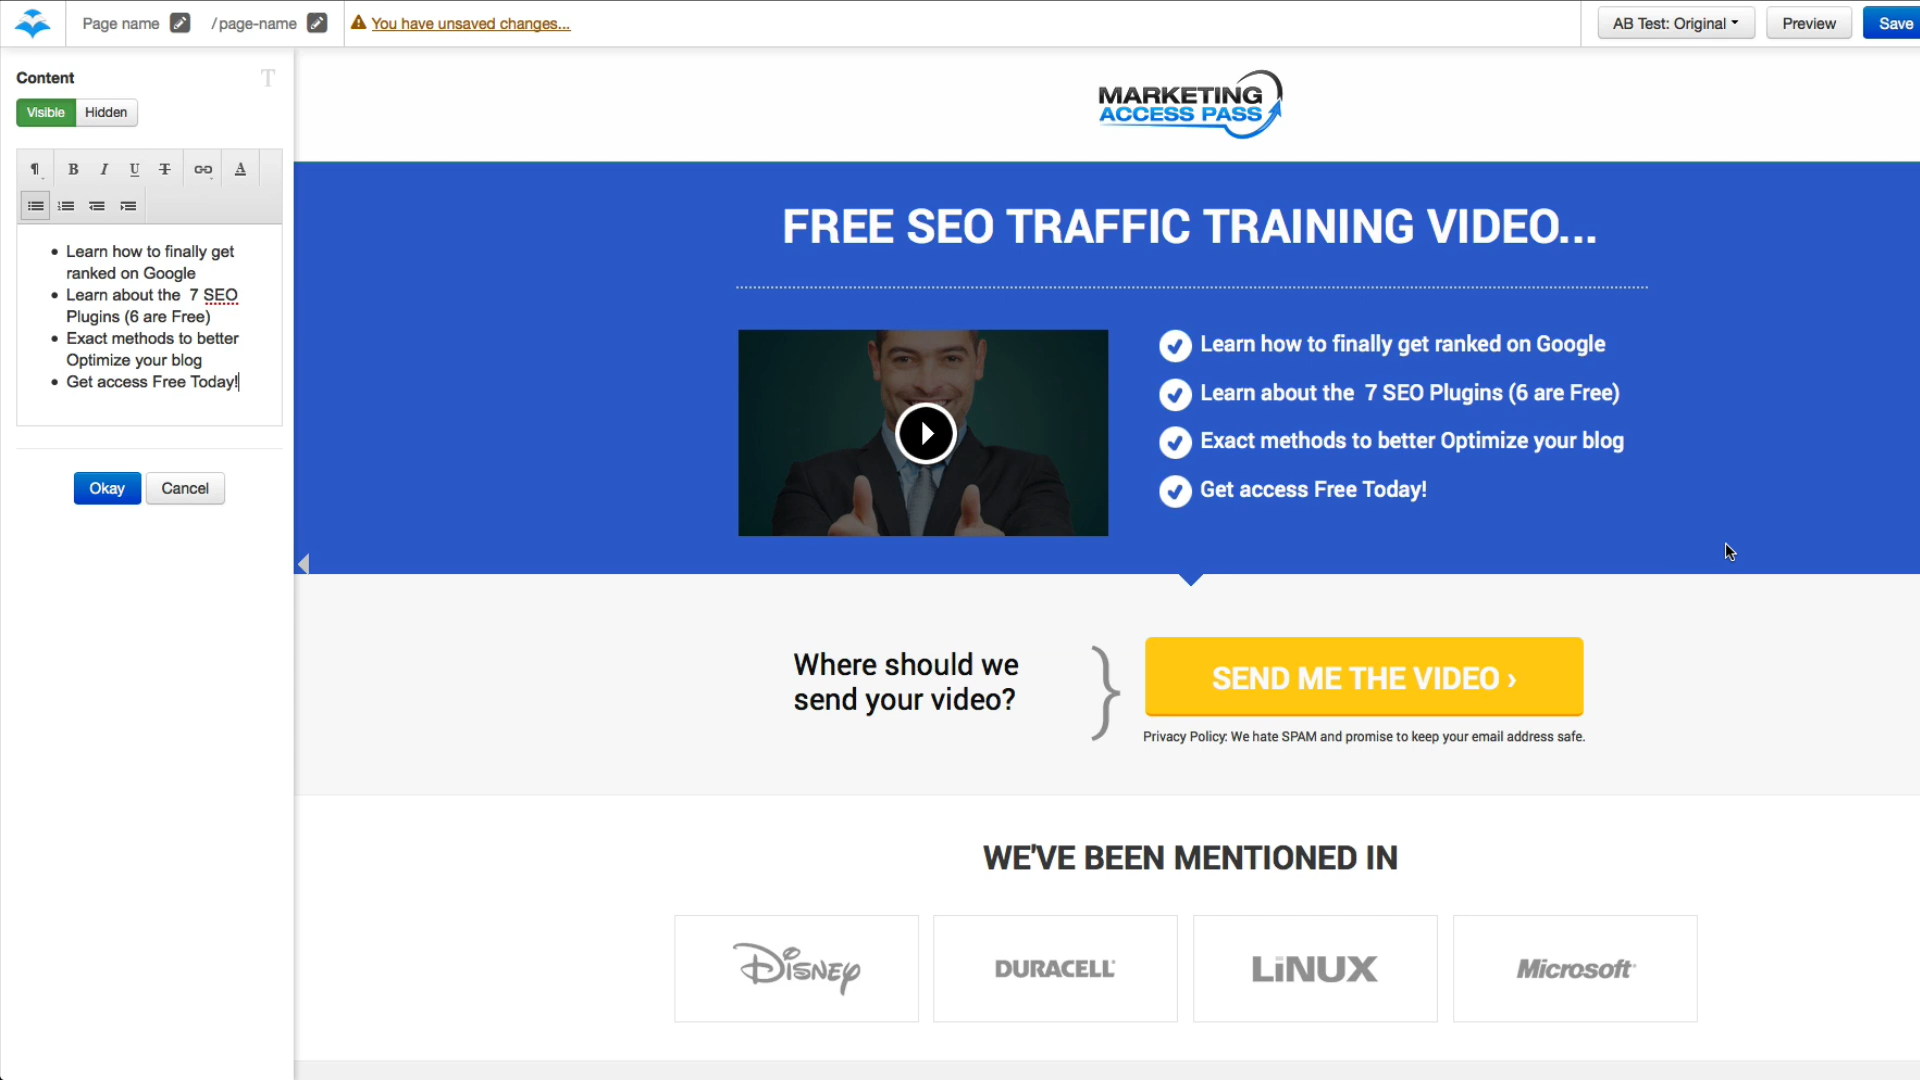 Page name
/page-name
You have unsaved changes...
AB Test: Original
Preview
Save
Content
T
Visible
Hidden
¶ B I U T A
Learn how to finally get
ranked on Google
Learn about the  7 SEO
Plugins (6 are Free)
Exact methods to better
Optimize your blog
Get access Free Today!
Okay
Cancel
MARKETING
ACCESS PASS
FREE SEO TRAFFIC TRAINING VIDEO...
Learn how to finally get ranked on Google
Learn about the  7 SEO Plugins (6 are Free)
Exact methods to better Optimize your blog
Get access Free Today!
Where should we
send your video?
SEND ME THE VIDEO ›
Privacy Policy: We hate SPAM and promise to keep your email address safe.
WE'VE BEEN MENTIONED IN
DISNEY
DURACELL
LiNUX
Microsoft